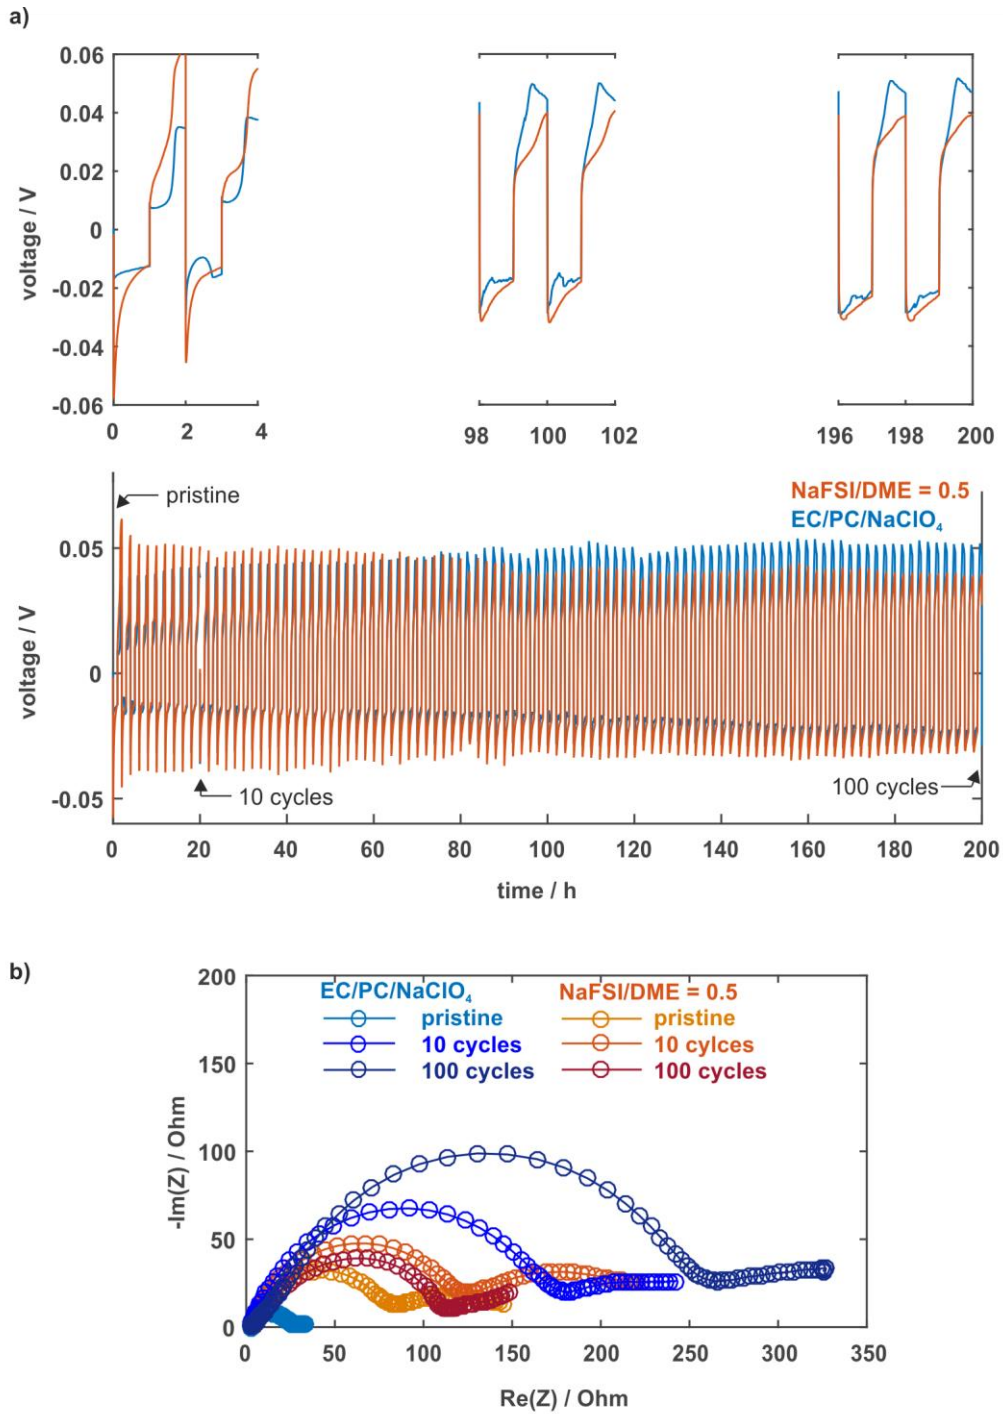 a)
0.06
0.04
0.02
0
-0.02
-0.04
-0.06
voltage / V
0 2 4
98 100 102
196 198 200
pristine
NaFSI/DME = 0.5
EC/PC/NaClO₄
0.05
0
-0.05
voltage / V
10 cycles
100 cycles
0 20 40 60 80 100 120 140 160 180 200
time / h
b)
200
150
100
50
0
-Im(Z) / Ohm
EC/PC/NaClO₄ NaFSI/DME = 0.5
pristine pristine
10 cycles 10 cylces
100 cycles 100 cycles
0 50 100 150 200 250 300 350
Re(Z) / Ohm